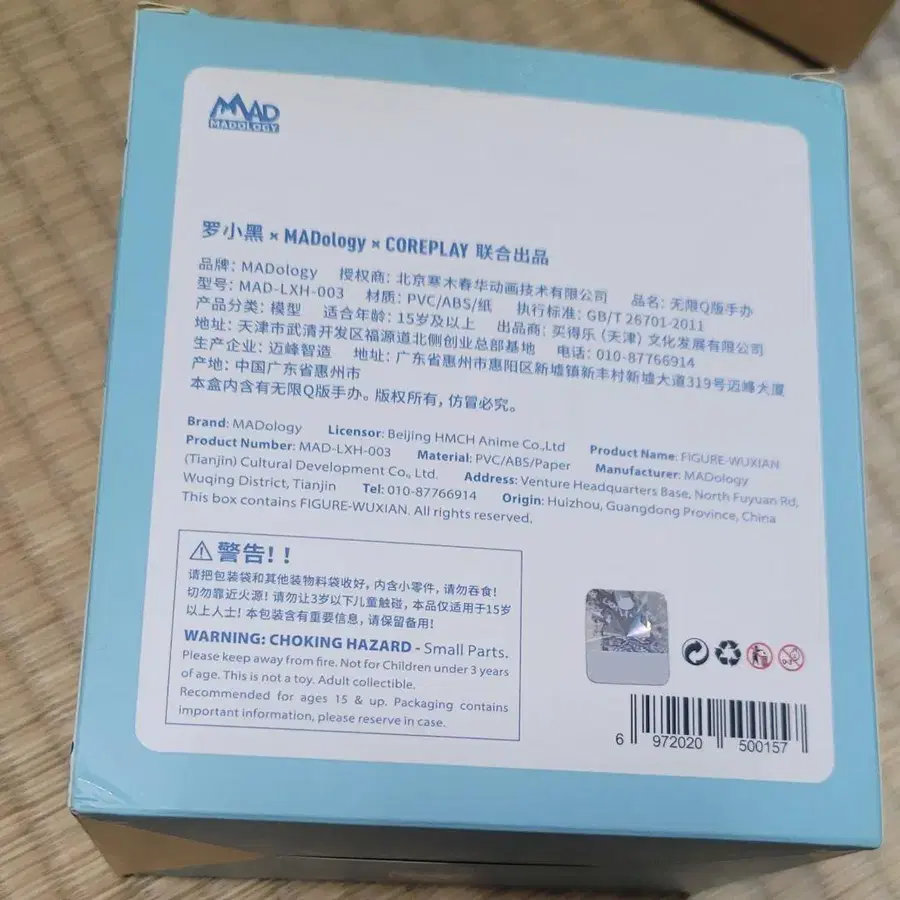 MAD
MADOLOGY
罗小黑 × MADology × COREPLAY 联合出品
品牌: MADology 授权商: 北京寒木春华动画技术有限公司 品名: 无限Q版手办
型号: MAD-LXH-003 材质: PVC/ABS/纸 执行标准: GB/T 26701-2011
产品分类: 模型 适合年龄: 15岁及以上 出品商: 买得乐 (天津) 文化发展有限公司
地址: 天津市武清开发区福源道北侧创业总部基地 电话: 010-87766914
生产企业: 迈峰智造 地址: 广东省惠州市惠阳区新墟镇新丰村新墟大道319号迈峰大厦
产地: 中国广东省惠州市
本盒内含有无限Q版手办。版权所有, 仿冒必究。
Brand: MADology Licensor: Beijing HMCH Anime Co.,Ltd Product Name: FIGURE-WUXIAN
Product Number: MAD-LXH-003 Material: PVC/ABS/Paper Manufacturer: MADology
(Tianjin) Cultural Development Co., Ltd. Address: Venture Headquarters Base, North Fuyuan Rd,
Wuqing District, Tianjin Tel: 010-87766914 Origin: Huizhou, Guangdong Province, China
This box contains FIGURE-WUXIAN. All rights reserved.
警告! !
请把包装袋和其他装物料袋收好, 内含小零件, 请勿吞食!
切勿靠近火源! 请勿让3岁以下儿童触碰, 本品仅适用于15岁
以上人士! 本包装含有重要信息, 请保留备用!
WARNING: CHOKING HAZARD - Small Parts.
Please keep away from fire. Not for Children under 3 years
of age. This is not a toy. Adult collectible.
Recommended for ages 15 & up. Packaging contains
important information, please reserve in case.
6 972020 500157